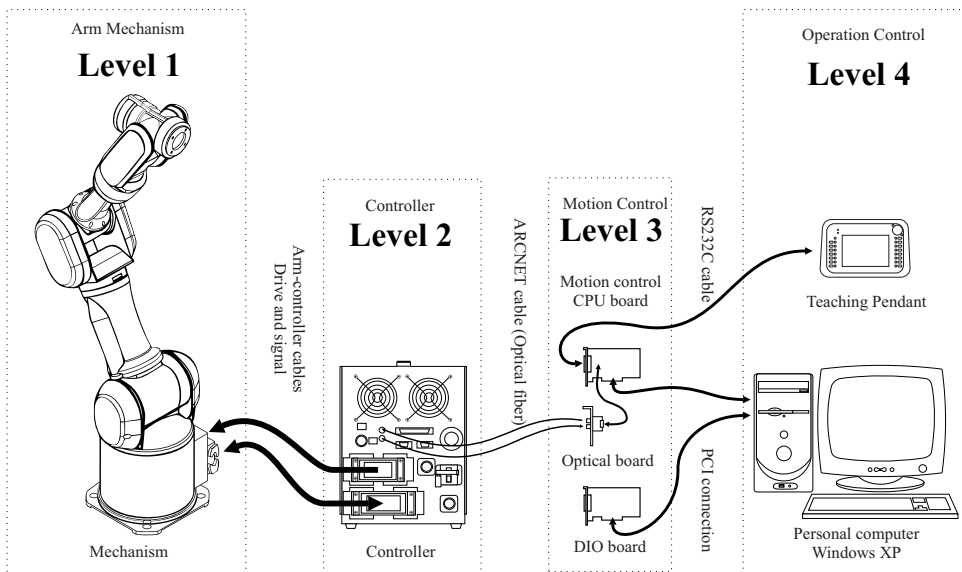 Arm Mechanism
Level 1
Mechanism
Arm-controller cables
Drive and signal
Controller
Level 2
Controller
ARCNET cable (Optical fiber)
Motion Control
Level 3
Motion control
CPU board
Optical board
DIO board
RS232C cable
PCI connection
Operation Control
Level 4
Teaching Pendant
Personal computer
Windows XP